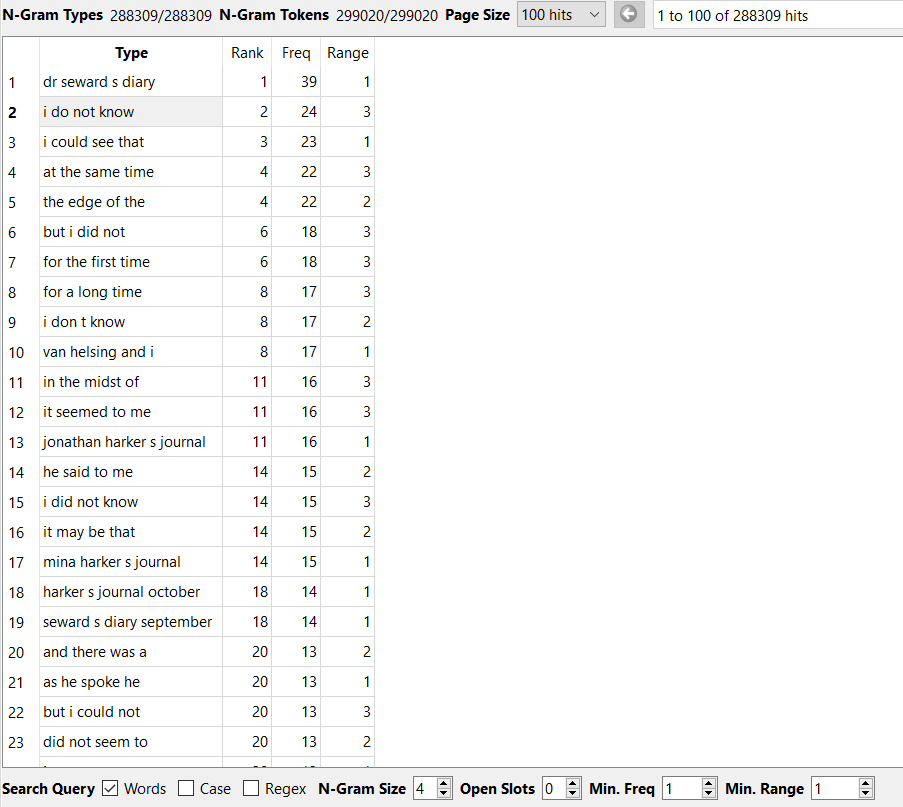 N-Gram Types 288309/288309 N-Gram Tokens 299020/299020 Page Size 100 hits 1 to 100 of 288309 hits
Type Rank Freq Range
1 dr seward s diary 1 39 1
2 i do not know 2 24 3
3 i could see that 3 23 1
4 at the same time 4 22 3
5 the edge of the 4 22 2
6 but i did not 6 18 3
7 for the first time 6 18 3
8 for a long time 8 17 3
9 i don t know 8 17 2
10 van helsing and i 8 17 1
11 in the midst of 11 16 3
12 it seemed to me 11 16 3
13 jonathan harker s journal 11 16 1
14 he said to me 14 15 2
15 i did not know 14 15 3
16 it may be that 14 15 2
17 mina harker s journal 14 15 1
18 harker s journal october 18 14 1
19 seward s diary september 18 14 1
20 and there was a 20 13 2
21 as he spoke he 20 13 1
22 but i could not 20 13 3
23 did not seem to 20 13 2
Search Query Words Case Regex N-Gram Size 4 Open Slots 0 Min. Freq 1 Min. Range 1